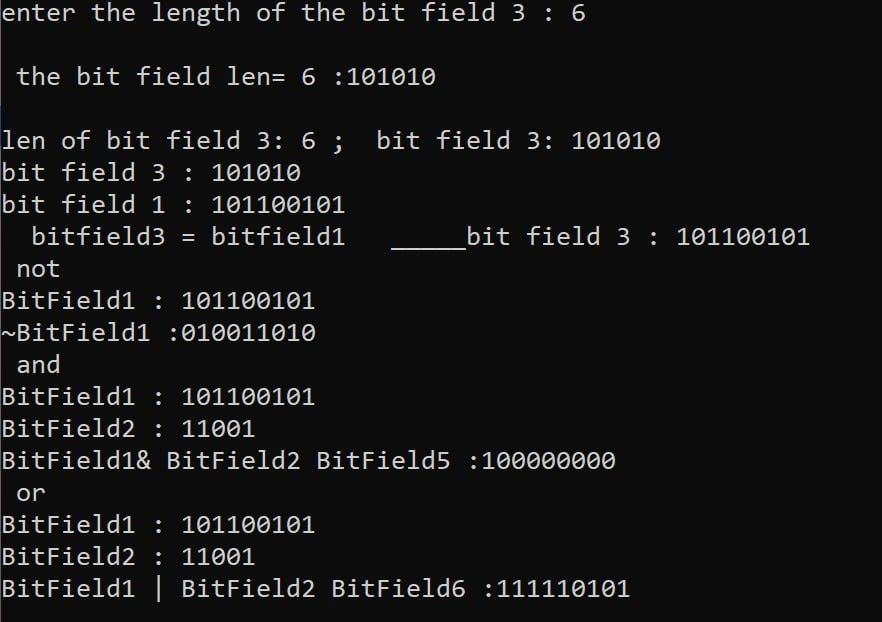 enter the length of the bit field 3 : 6
the bit field len= 6 :101010
len of bit field 3: 6 ;  bit field 3: 101010
bit field 3 : 101010
bit field 1 : 101100101
bitfield3 = bitfield1   _____bit field 3 : 101100101
not
BitField1 : 101100101
~BitField1 :010011010
and
BitField1 : 101100101
BitField2 : 11001
BitField1& BitField2 BitField5 :100000000
or
BitField1 : 101100101
BitField2 : 11001
BitField1 | BitField2 BitField6 :111110101